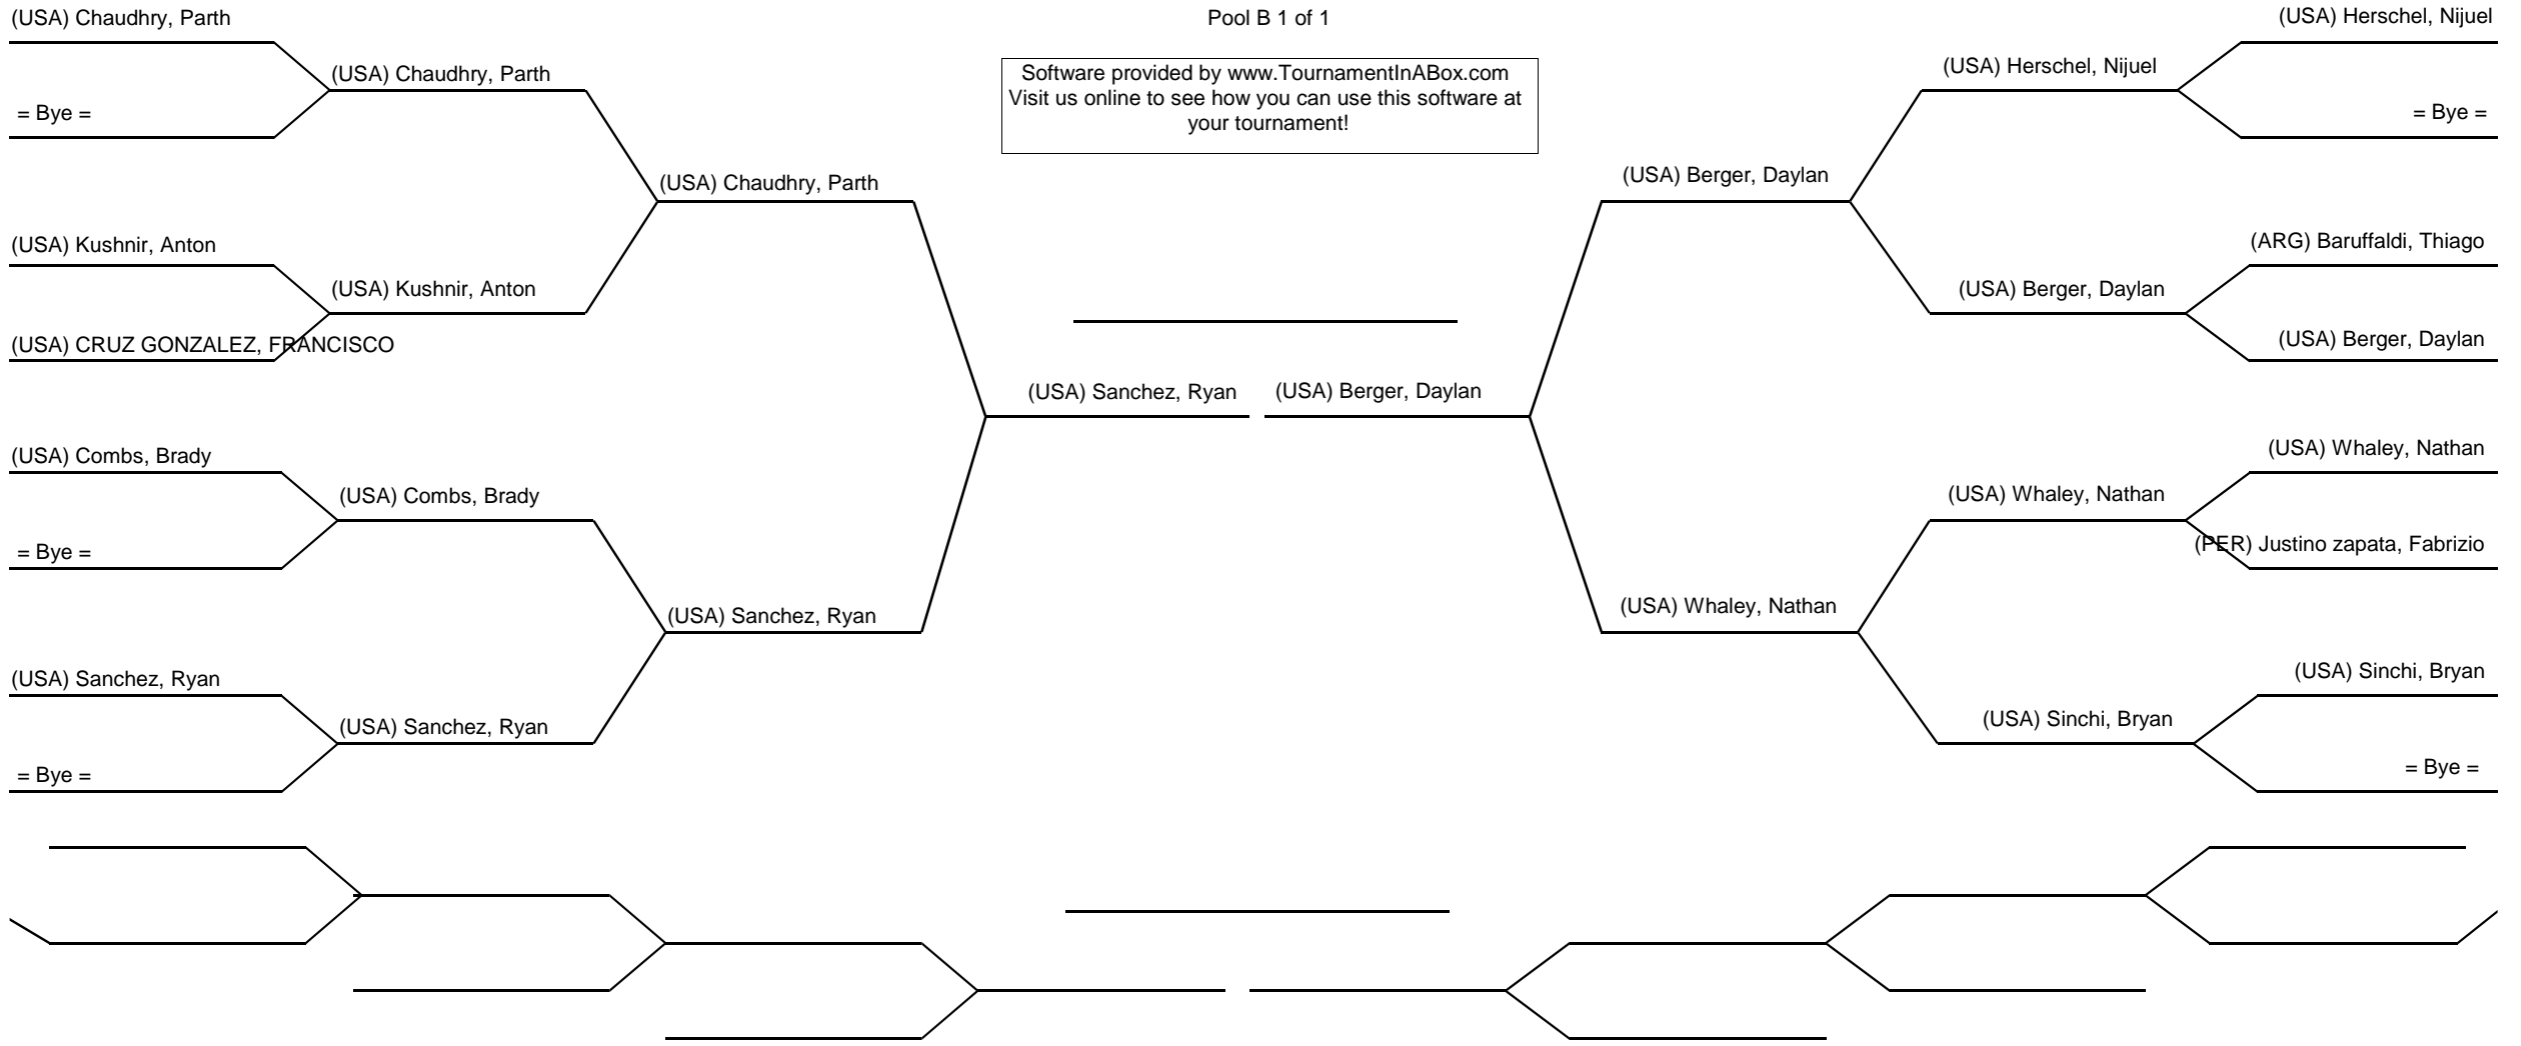 (USA) Chaudhry, Parth
= Bye =
(USA) Kushnir, Anton
(USA) CRUZ GONZALEZ, FRANCISCO
(USA) Combs, Brady
= Bye =
(USA) Sanchez, Ryan
= Bye =
(USA) Chaudhry, Parth
(USA) Kushnir, Anton
(USA) Combs, Brady
(USA) Sanchez, Ryan
(USA) Chaudhry, Parth
(USA) Sanchez, Ryan
Pool B 1 of 1
Software provided by www.TournamentInABox.com
Visit us online to see how you can use this software at
your tournament!
(USA) Sanchez, Ryan
(USA) Berger, Daylan
(USA) Berger, Daylan
(USA) Whaley, Nathan
(USA) Herschel, Nijuel
(USA) Berger, Daylan
(USA) Whaley, Nathan
(USA) Sinchi, Bryan
(USA) Herschel, Nijuel
= Bye =
(ARG) Baruffaldi, Thiago
(USA) Berger, Daylan
(USA) Whaley, Nathan
(PER) Justino zapata, Fabrizio
(USA) Sinchi, Bryan
= Bye =